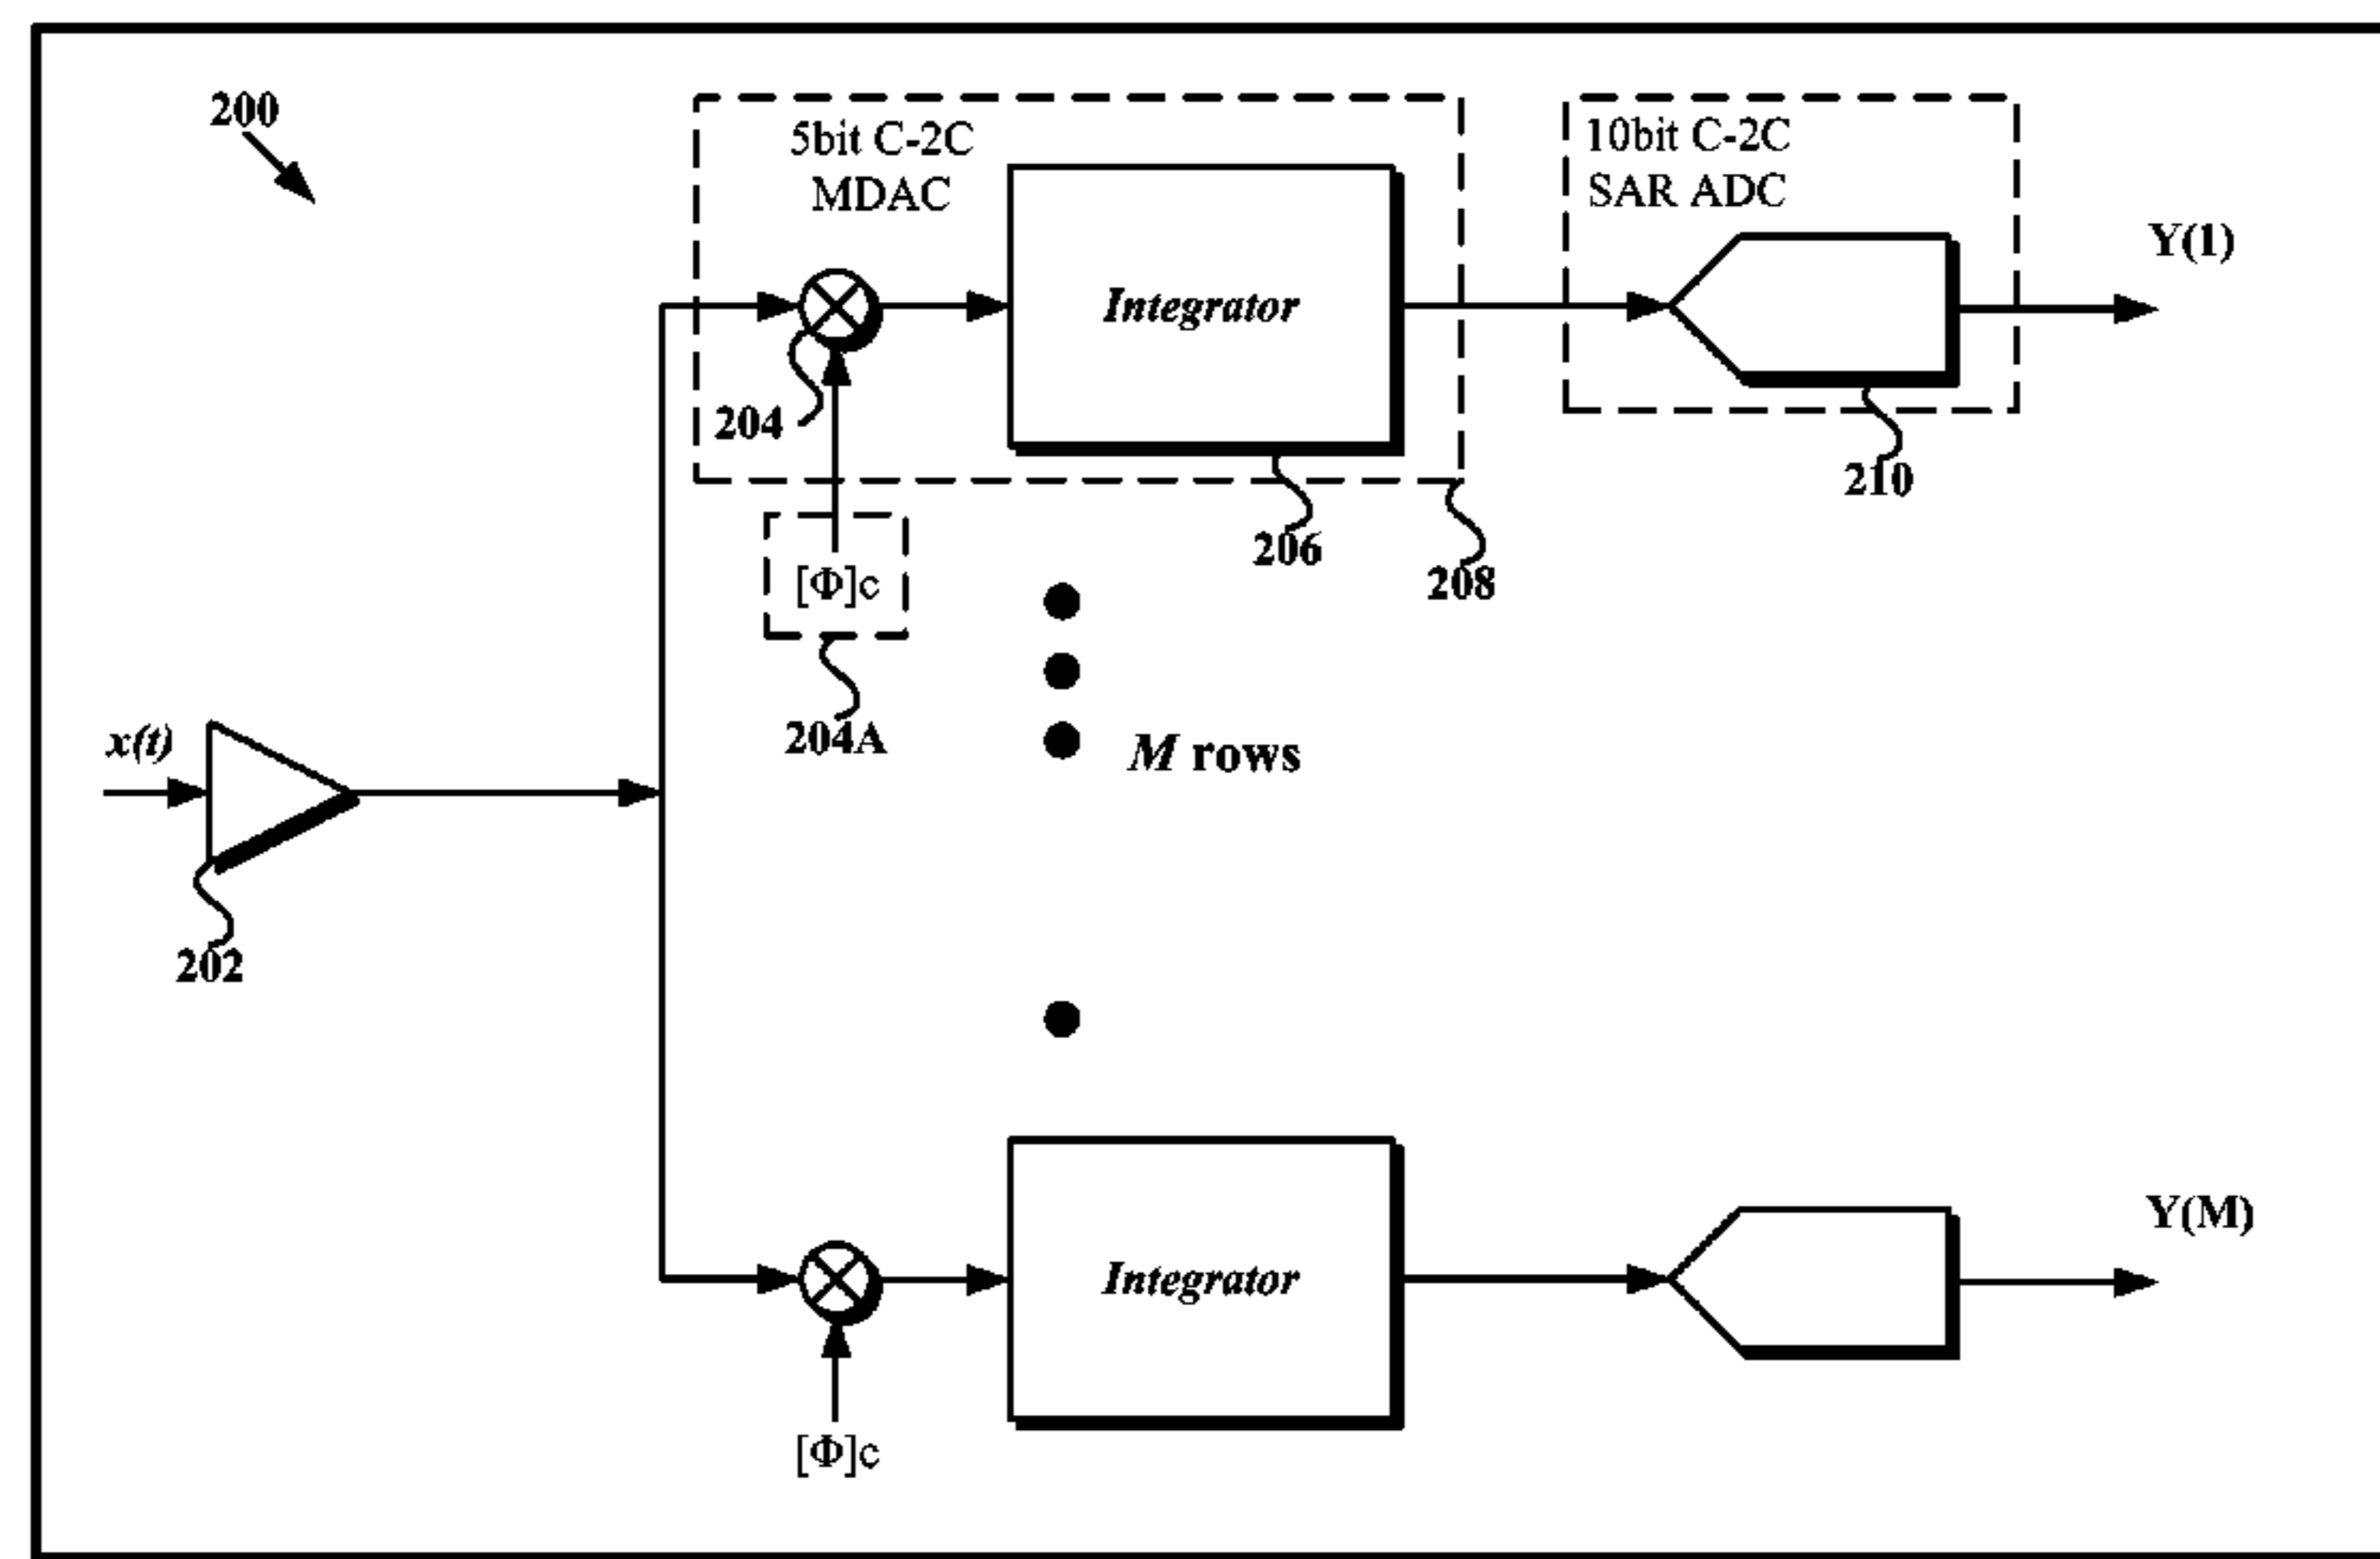 200
5bit C-2C
MDAC
10bit C-2C
SAR ADC
Y(1)
Integrator
204
210
206
208
[Φ]c
204A
x(t)
M rows
202
Y(M)
Integrator
[Φ]c